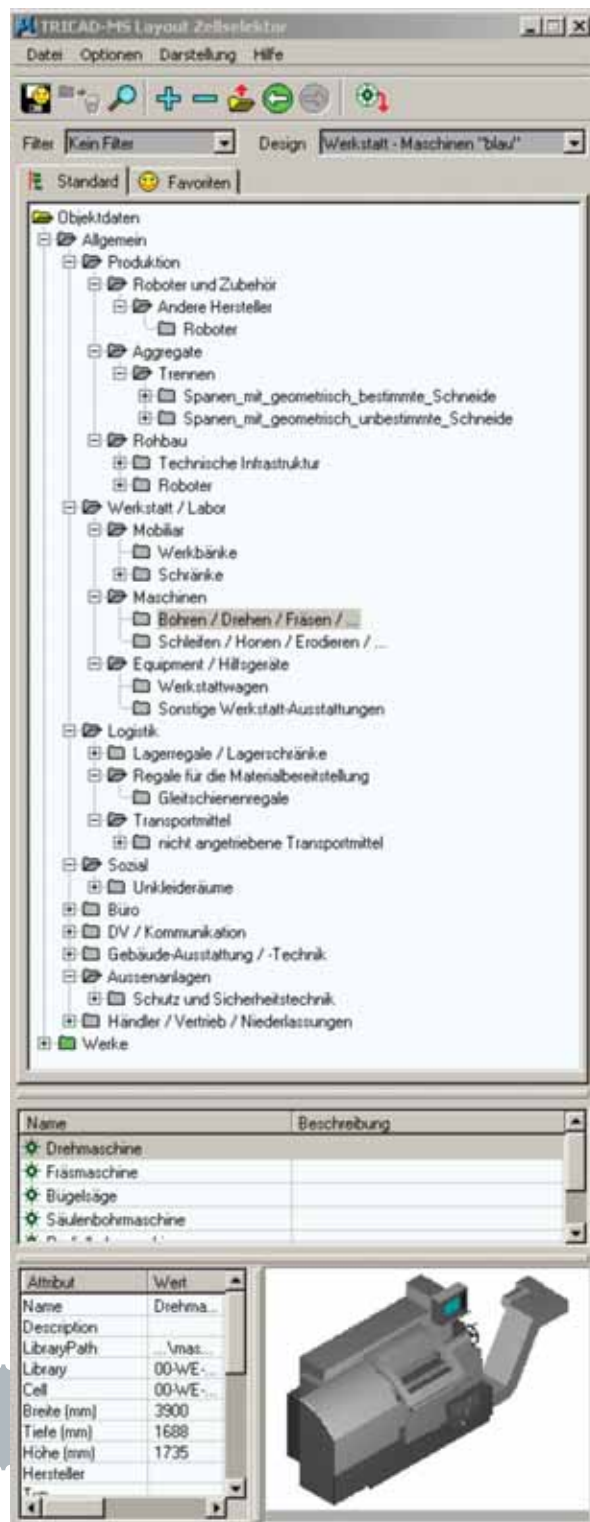 TRICAD-MS Layout Zellselektor
Datei Optionen Darstellung Hilfe
Filter Kein Filter Design Werkstatt - Maschinen "blau"
Standard Favoriten
Objektdaten
Allgemein
Produktion
Roboter und Zubehör
Andere Hersteller
Roboter
Aggregate
Trennen
Spanen_mit_geometrisch_bestimmte_Schneide
Spanen_mit_geometrisch_unbestimmte_Schneide
Rohbau
Technische Infrastruktur
Roboter
Werkstatt / Labor
Mobiliar
Werkbänke
Schränke
Maschinen
Bohren / Drehen / Fräsen / ...
Schleifen / Honen / Erodieren / ...
Equipment / Hilfsgeräte
Werkstattwagen
Sonstige Werkstatt-Ausstattungen
Logistik
Lagerregale / Lagerschränke
Regale für die Materialbereitstellung
Gleitschienenregale
Transportmittel
nicht angetriebene Transportmittel
Sozial
Unkleideräume
Büro
DV / Kommunikation
Gebäude-Ausstattung / -Technik
Aussenanlagen
Schutz und Sicherheitstechnik
Händler / Vertrieb / Niederlassungen
Werke
Name Beschreibung
Drehmaschine
Fräsmaschine
Bügelsäge
Säulenbohrmaschine
Attribut Wert
Name Drehma...
Description
LibraryPath ...\mas...
Library 00-WE-...
Cell 00-WE-...
Breite (mm) 3900
Tiefe (mm) 1688
Höhe (mm) 1735
Hersteller